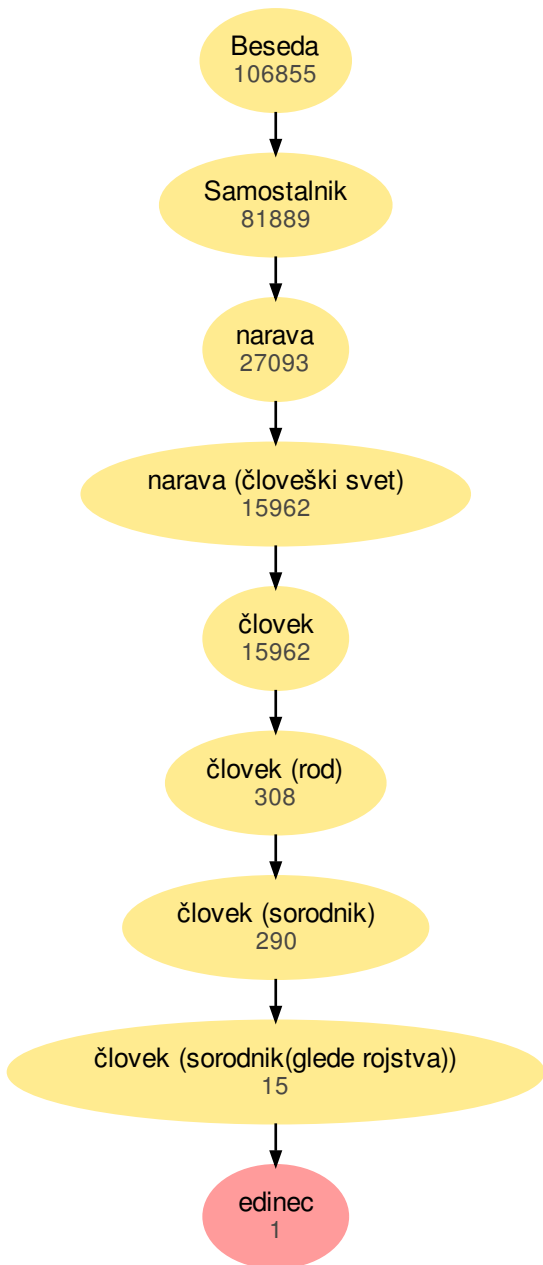 Beseda
106855
Samostalnik
81889
narava
27093
narava (človeški svet)
15962
človek
15962
človek (rod)
308
človek (sorodnik)
290
človek (sorodnik(glede rojstva))
15
edinec
1